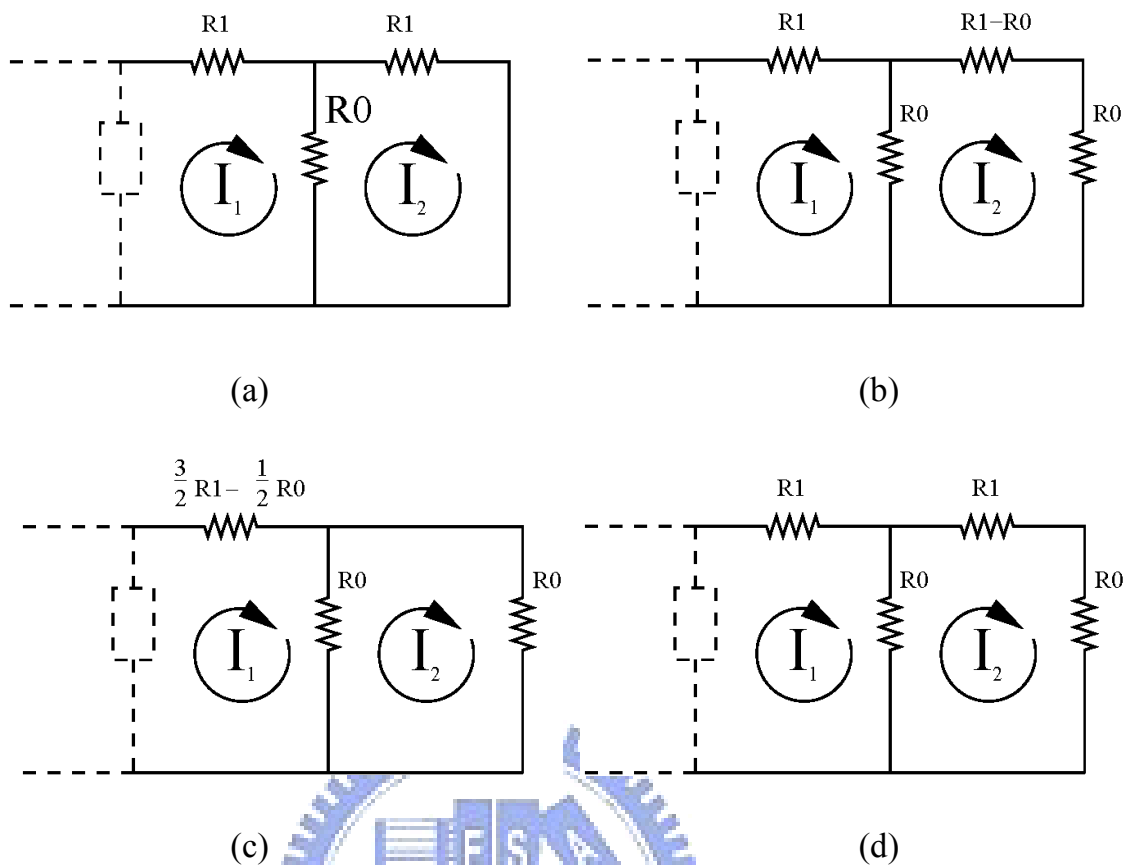 R1 R1 R1 R1−R0
R0 R0 R0
I1 I2 I1 I2
(a) (b)
3/2 R1− 1/2 R0 R1 R1
R0 R0 R0 R0
I1 I2 I1 I2
E S A
(c) (d)